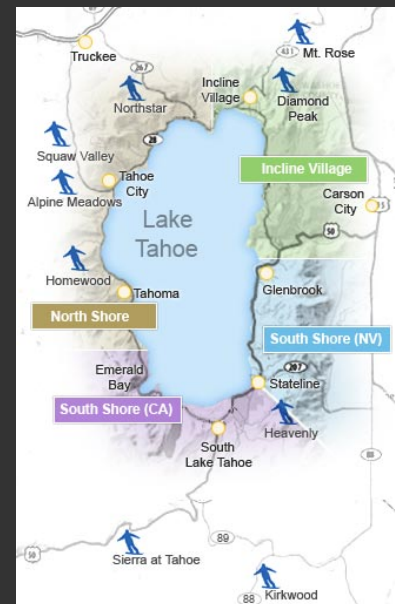 431
Mt. Rose
Truckee
267
Incline
Village
Northstar
Diamond
Peak
28
Squaw Valley
Incline Village
Tahoe
City
Alpine Meadows
Carson
City
Lake
Tahoe
50
Homewood
Glenbrook
Tahoma
North Shore
South Shore (NV)
Emerald
Bay
207
Stateline
South Shore (CA)
Heavenly
South
Lake Tahoe
88
89
50
Sierra at Tahoe
Kirkwood
88